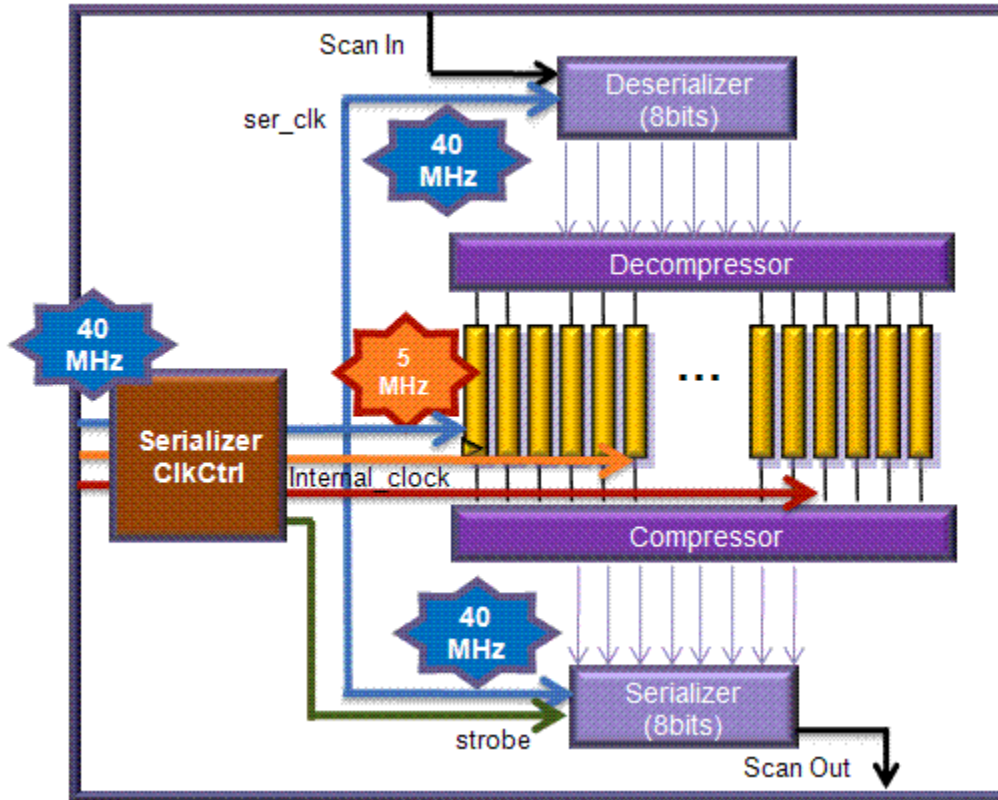 Scan In
Deserializer
(8bits)
ser_clk
40
MHz
Decompressor
40
MHz
5
MHz
...
Serializer
ClkCtrl
Internal_clock
Compressor
40
MHz
Serializer
(8bits)
strobe
Scan Out